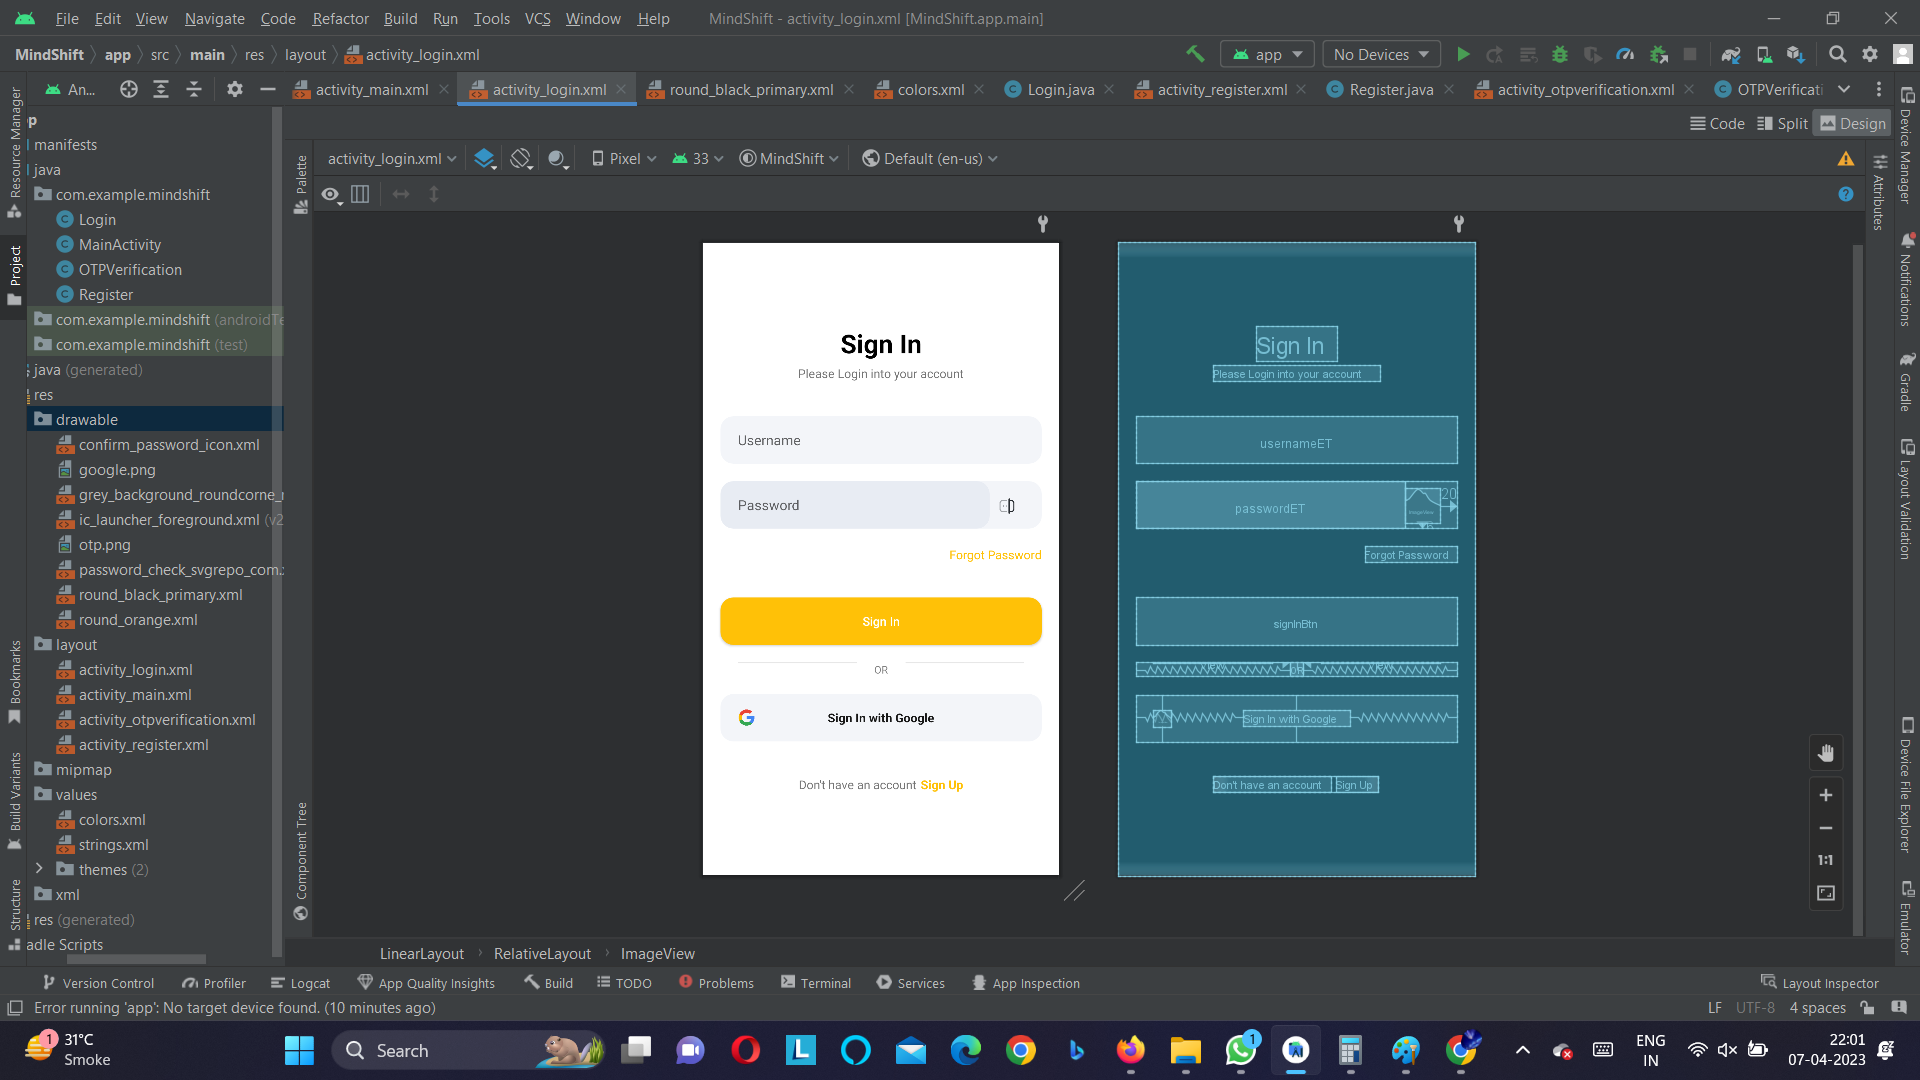 File Edit View Navigate Code Refactor Build Run Tools VCS Window Help MindShift - activity_login.xml [MindShift.app.main]
MindShift app src main res layout activity_login.xml app No Devices
An... activity_main.xml activity_login.xml round_black_primary.xml colors.xml Login.java activity_register.xml Register.java activity_otpverification.xml OTPVerificati
Code Split Design
activity_login.xml Pixel 33 MindShift Default (en-us)
Resource Manager
Project
Bookmarks
Build Variants
Structure
manifests
java
com.example.mindshift
Login
MainActivity
OTPVerification
Register
com.example.mindshift (androidTe
com.example.mindshift (test)
java (generated)
res
drawable
confirm_password_icon.xml
google.png
grey_background_roundcorne_r
ic_launcher_foreground.xml (v2
otp.png
password_check_svgrepo_com.
round_black_primary.xml
round_orange.xml
layout
activity_login.xml
activity_main.xml
activity_otpverification.xml
activity_register.xml
mipmap
values
colors.xml
strings.xml
themes (2)
xml
res (generated)
adle Scripts
Palette
Component Tree
Sign In
Please Login into your account
Username
Password
Forgot Password
Sign In
OR
Sign In with Google
Don't have an account Sign Up
Sign In
Please Login into your account
usernameET
passwordET
20
Forgot Password
signInBtn
OR
Sign In with Google
Don't have an account Sign Up
1:1
Attributes
Device Manager
Notifications
Gradle
Layout Validation
Device File Explorer
Emulator
LinearLayout RelativeLayout ImageView
Version Control Profiler Logcat App Quality Insights Build TODO Problems Terminal Services App Inspection Layout Inspector
Error running 'app': No target device found. (10 minutes ago) LF UTF-8 4 spaces
1 31°C
Smoke
Search
1
ENG
IN
22:01
07-04-2023